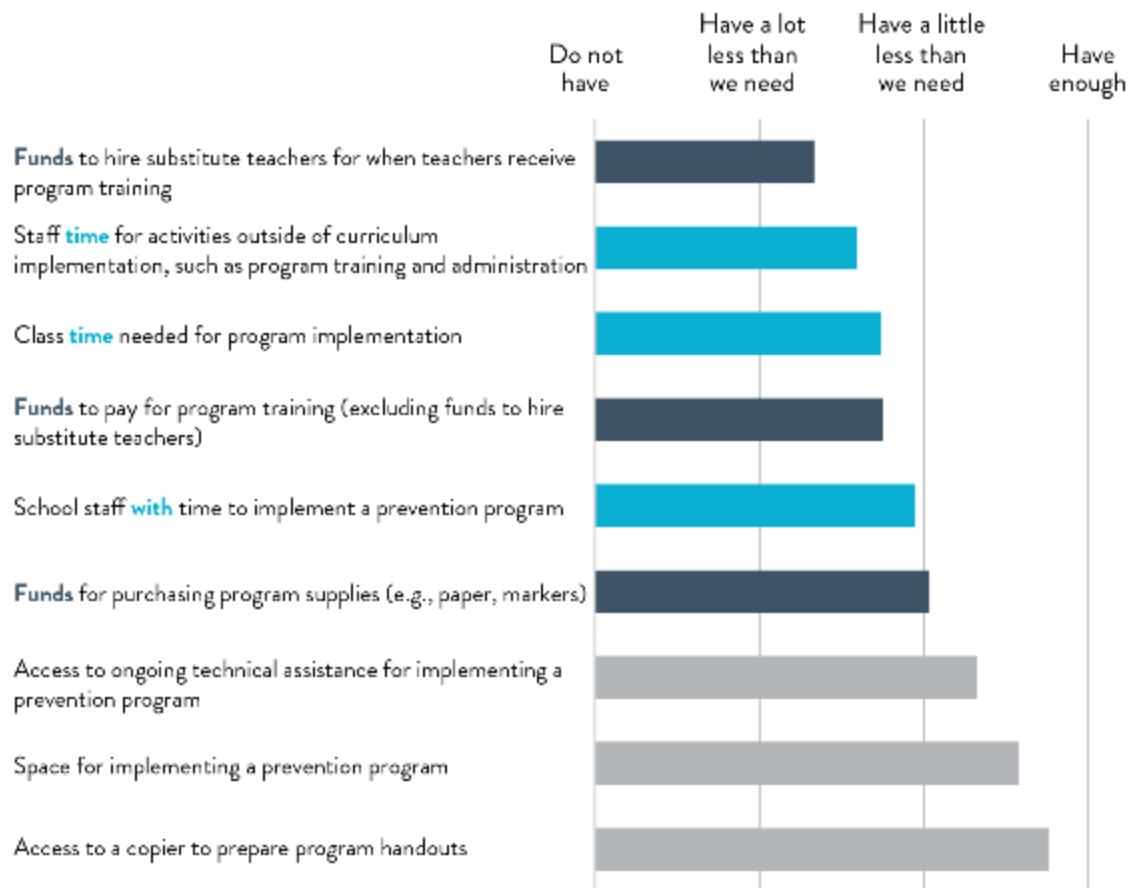 Do not
have
Have a lot
less than
we need
Have a little
less than
we need
Have
enough
Funds to hire substitute teachers for when teachers receive
program training
Staff time for activities outside of curriculum
implementation, such as program training and administration
Class time needed for program implementation
Funds to pay for program training (excluding funds to hire
substitute teachers)
School staff with time to implement a prevention program
Funds for purchasing program supplies (e.g., paper, markers)
Access to ongoing technical assistance for implementing a
prevention program
Space for implementing a prevention program
Access to a copier to prepare program handouts